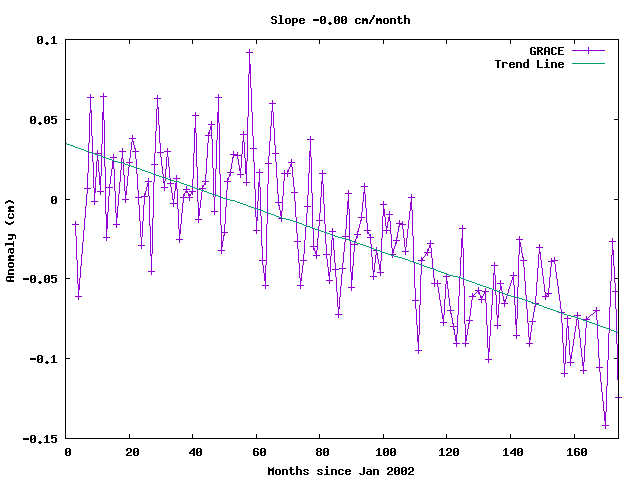 Slope -0.00 cm/month
GRACE
Trend Line
0.1
0.05
0
-0.05
-0.1
-0.15
Anomaly (cm)
0 20 40 60 80 100 120 140 160
Months since Jan 2002